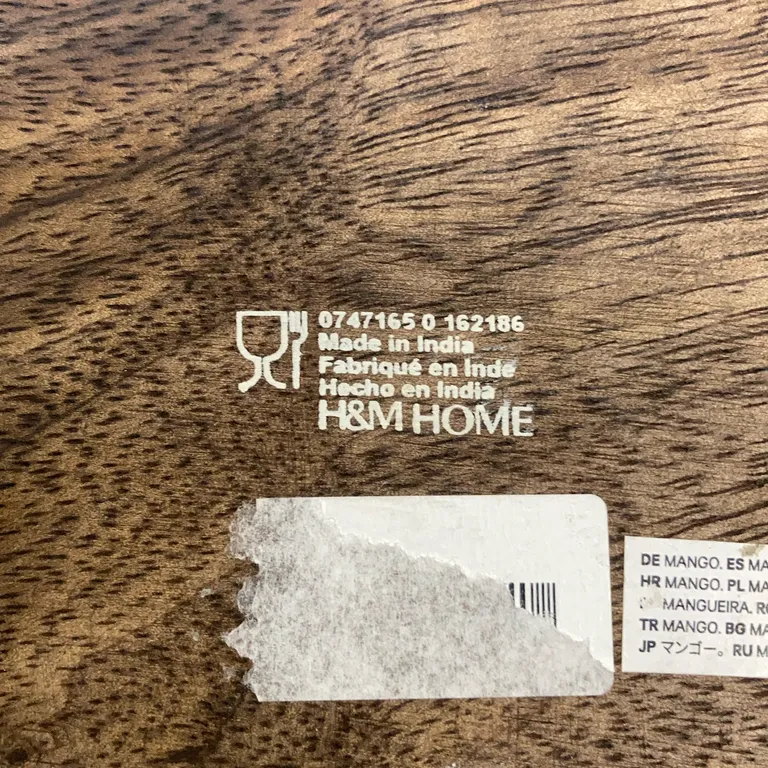 0747165 0 162186
Made in India
Fabriqué en Inde
Hecho en India
H&M HOME
DE MANGO. ES MA
HR MANGO. PL MA
MANGUEIRA. RO
TR MANGO. BG MA
JP マンゴー。RU M